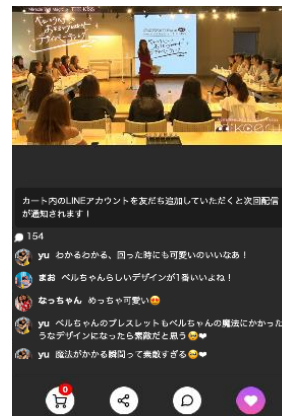 カート内のLINEアカウントを友だち追加していただくと次回配信
が通知されます！
154
yu わかるわかる、回った時にも可愛いのいいなあ！
まお ベルちゃんらしいデザインが1番いいよね！
なっちゃん めっちゃ可愛い😍
yu ベルちゃんのブレスレットもベルちゃんの魔法にかかった
うなデザインになったら素敵だと思う🥺❤
yu 魔法がかかる瞬間って素敵すぎる🥺❤
0